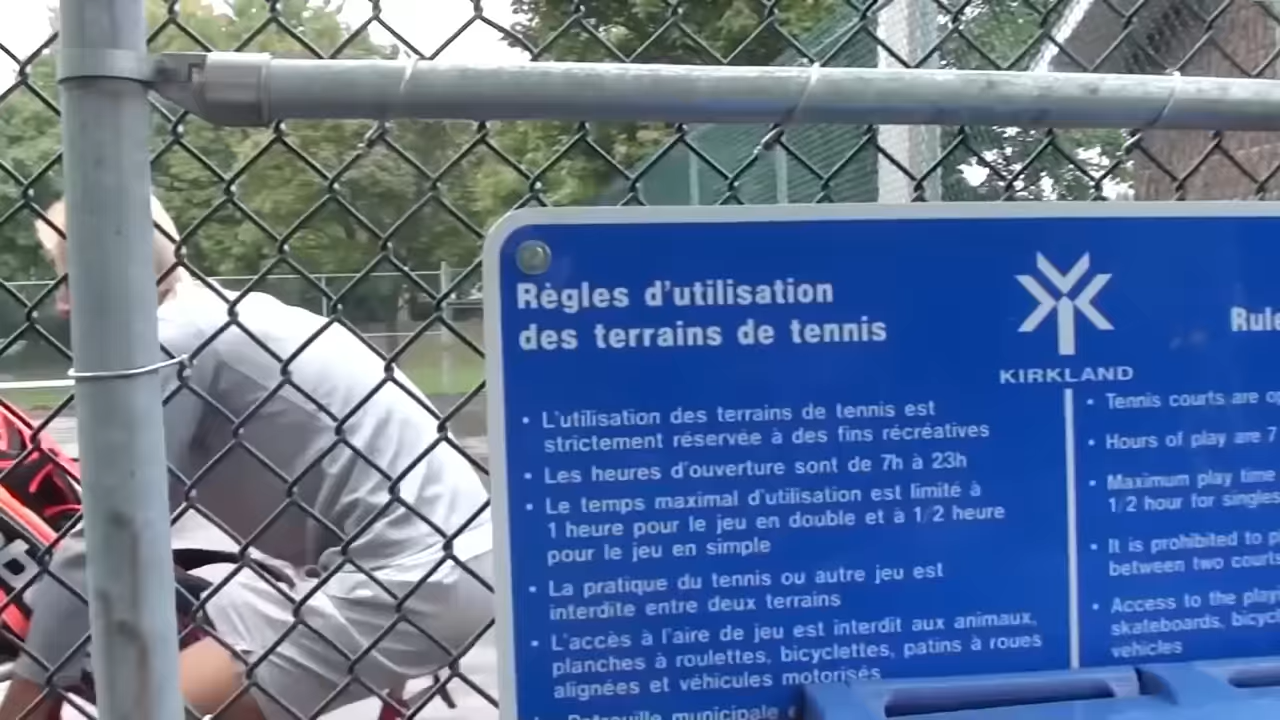 Règles d'utilisation
des terrains de tennis
• L'utilisation des terrains de tennis est
strictement réservée à des fins récréatives
• Les heures d'ouverture sont de 7h à 23h
• Le temps maximal d'utilisation est limité à
1 heure pour le jeu en double et à 1/2 heure
pour le jeu en simple
• La pratique du tennis ou autre jeu est
interdite entre deux terrains
• L'accès à l'aire de jeu est interdit aux animaux,
planches à roulettes, bicyclettes, patins à roues
alignées et véhicules motorisés
Patrouille municipale
KIRKLAND
• Tennis courts are
• Hours of play are 7
• Maximum play time
1/2 hour for singles
• It is prohibited to
between two courts
• Access to the
skateboards,
vehicles